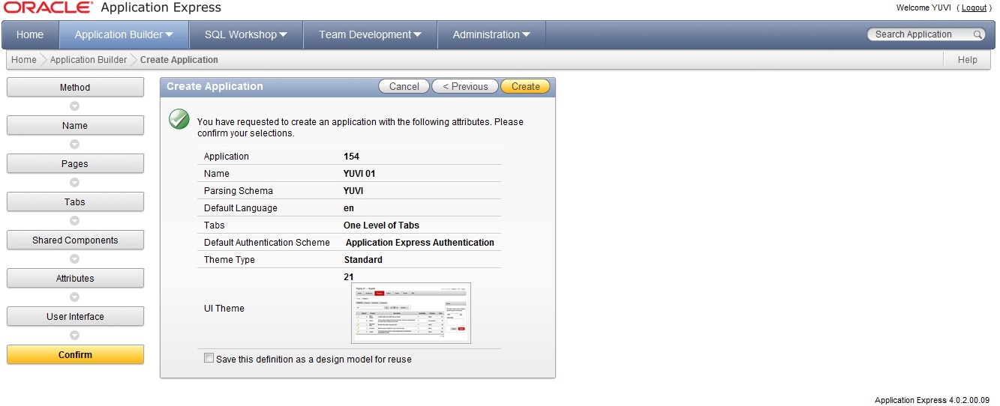 ORACLE Application Express
Welcome YUVI ( Logout )
Home Application Builder SQL Workshop Team Development Administration Search Application
Home Application Builder Create Application Help
Method
Name
Pages
Tabs
Shared Components
Attributes
User Interface
Confirm
Create Application Cancel < Previous Create
You have requested to create an application with the following attributes. Please
confirm your selections.
Application 154
Name YUVI 01
Parsing Schema YUVI
Default Language en
Tabs One Level of Tabs
Default Authentication Scheme Application Express Authentication
Theme Type Standard
21
UI Theme
Save this definition as a design model for reuse
Application Express 4.0.2.00.09